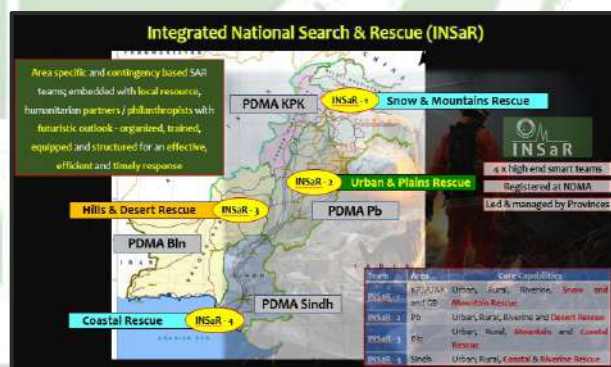 Integrated National Search & Rescue (INSaR)
Area specific and contingency based SAR
teams; embedded with local resource,
humanitarian partners / philanthropists with
futuristic outlook - organized, trained,
equipped and structured for an effective,
efficient and timely response
PDMA KPK
INSaR - 1
Snow & Mountains Rescue
INSaR
4 x high end smart teams
Registered at NDMA
Led & managed by Provinces
INSaR - 2
Urban & Plains Rescue
Hills & Desert Rescue
INSaR - 3
PDMA Pb
PDMA Bln
PDMA Sindh
Coastal Rescue
INSaR - 4
Team Area Core Capabilities
INSaR - 1 and GB Urban, Rural, Riverine, Snow and Mountain Rescue
INSaR - 2 Pb Urban, Rural, Riverine and Desert Rescue
INSaR - 3 Bln Urban, Rural, Mountain and Coastal Rescue
INSaR - 4 Sindh Urban, Rural, Coastal & Riverine Rescue